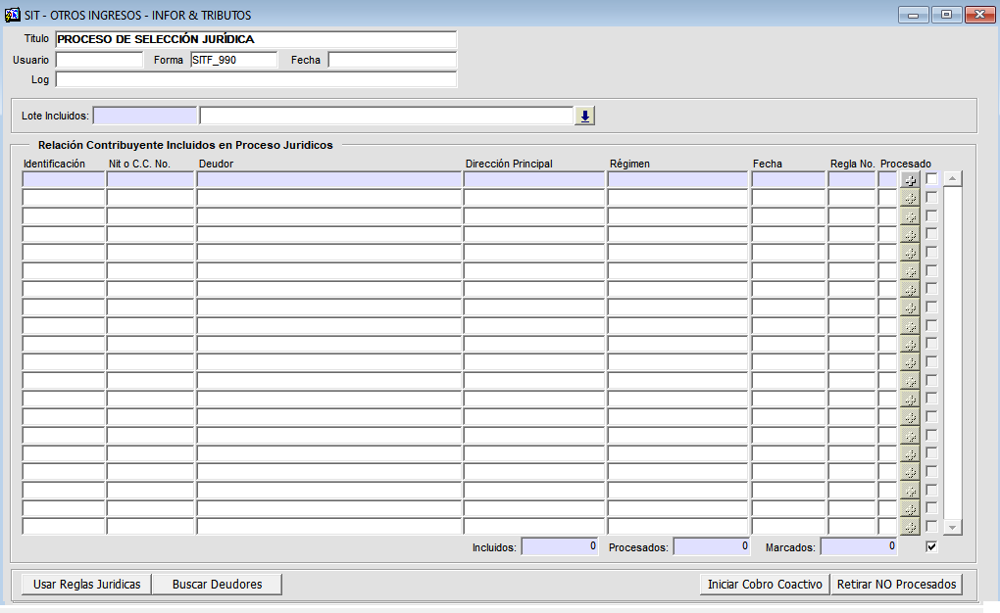 SIT - OTROS INGRESOS - INFOR & TRIBUTOS
Titulo PROCESO DE SELECCIÓN JURÍDICA
Usuario Forma SITF_990 Fecha
Log
Lote Incluidos:
Relación Contribuyente Incluidos en Proceso Juridicos
Identificación Nit o C.C. No. Deudor Dirección Principal Régimen Fecha Regla No. Procesado
Incluidos: 0 Procesados: 0 Marcados: 0
Usar Reglas Juridicas Buscar Deudores Iniciar Cobro Coactivo Retirar NO Procesados